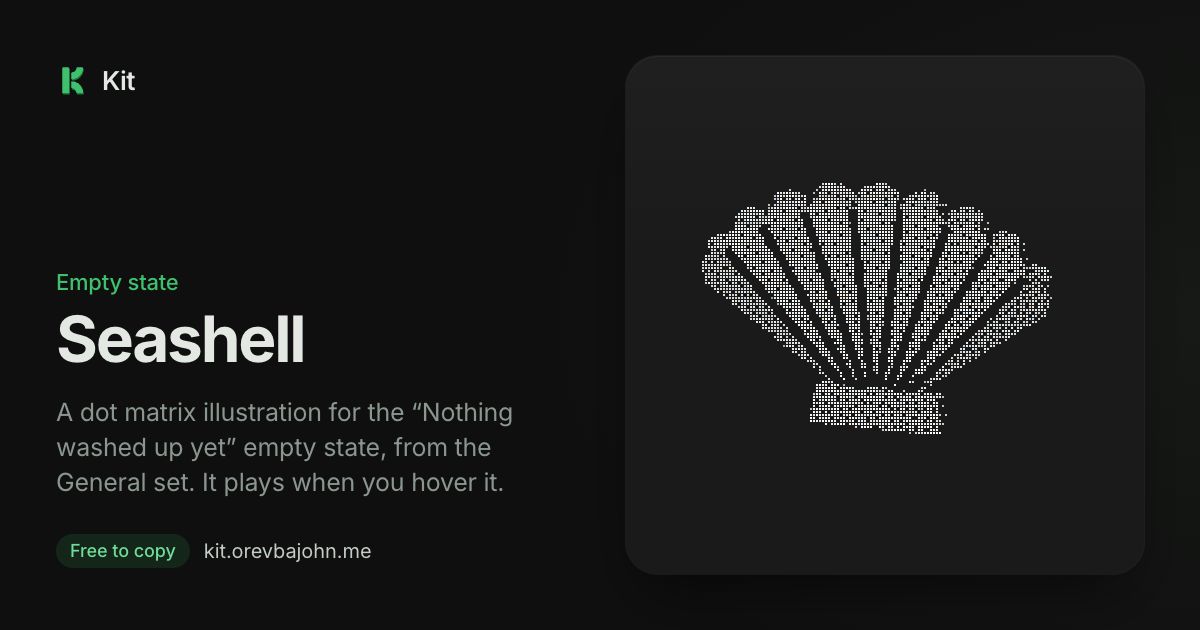 Kit
Empty state
Seashell
A dot matrix illustration for the “Nothing
washed up yet” empty state, from the
General set. It plays when you hover it.
Free to copy
kit.orevbajohn.me